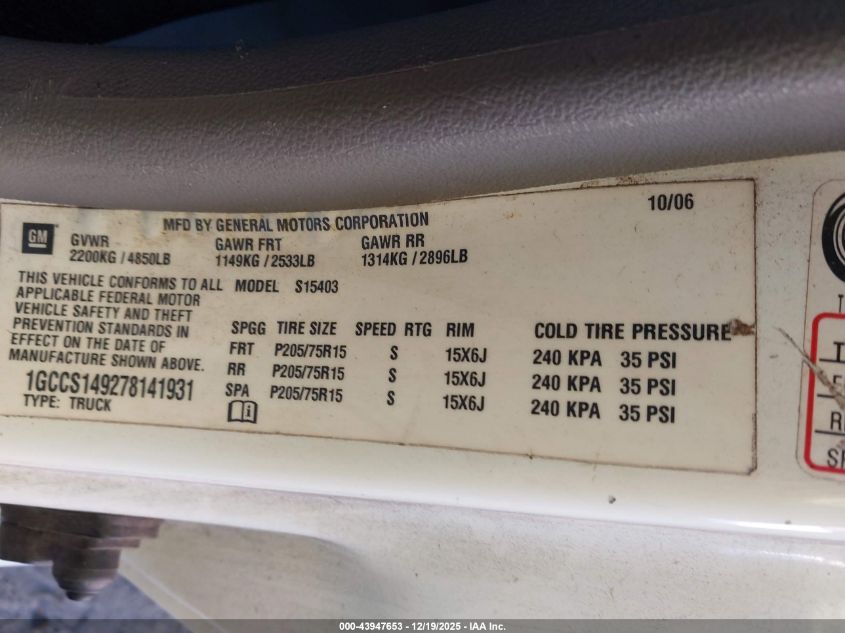 MFD BY GENERAL MOTORS CORPORATION 10/06
GM
GVWR GAWR FRT GAWR RR
2200KG / 4850LB 1149KG / 2533LB 1314KG / 2896LB
THIS VEHICLE CONFORMS TO ALL
APPLICABLE FEDERAL MOTOR
VEHICLE SAFETY AND THEFT
PREVENTION STANDARDS IN
EFFECT ON THE DATE OF
MANUFACTURE SHOWN ABOVE.
1GCCS149278141931
TYPE: TRUCK
MODEL S15403
SPGG TIRE SIZE SPEED RTG RIM COLD TIRE PRESSURE
FRT P205/75R15 S 15X6J 240 KPA 35 PSI
RR P205/75R15 S 15X6J 240 KPA 35 PSI
SPA P205/75R15 S 15X6J 240 KPA 35 PSI
000-43947653 - 12/19/2025 - IAA Inc.